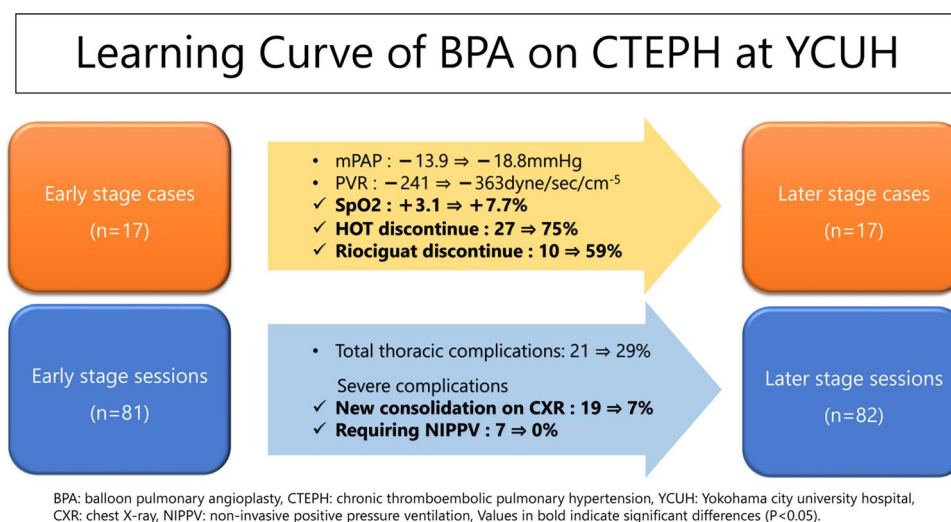 Learning Curve of BPA on CTEPH at YCUH
Early stage cases
(n=17)
• mPAP : −13.9 ⇒ −18.8mmHg
• PVR : −241 ⇒ −363dyne/sec/cm⁻⁵
✓ SpO2 : +3.1 ⇒ +7.7%
✓ HOT discontinue : 27 ⇒ 75%
✓ Riociguat discontinue : 10 ⇒ 59%
Later stage cases
(n=17)
Early stage sessions
(n=81)
• Total thoracic complications: 21 ⇒ 29%
Severe complications
✓ New consolidation on CXR : 19 ⇒ 7%
✓ Requiring NIPPV : 7 ⇒ 0%
Later stage sessions
(n=82)
BPA: balloon pulmonary angioplasty, CTEPH: chronic thromboembolic pulmonary hypertension, YCUH: Yokohama city university hospital,
CXR: chest X-ray, NIPPV: non-invasive positive pressure ventilation, Values in bold indicate significant differences (P<0.05).